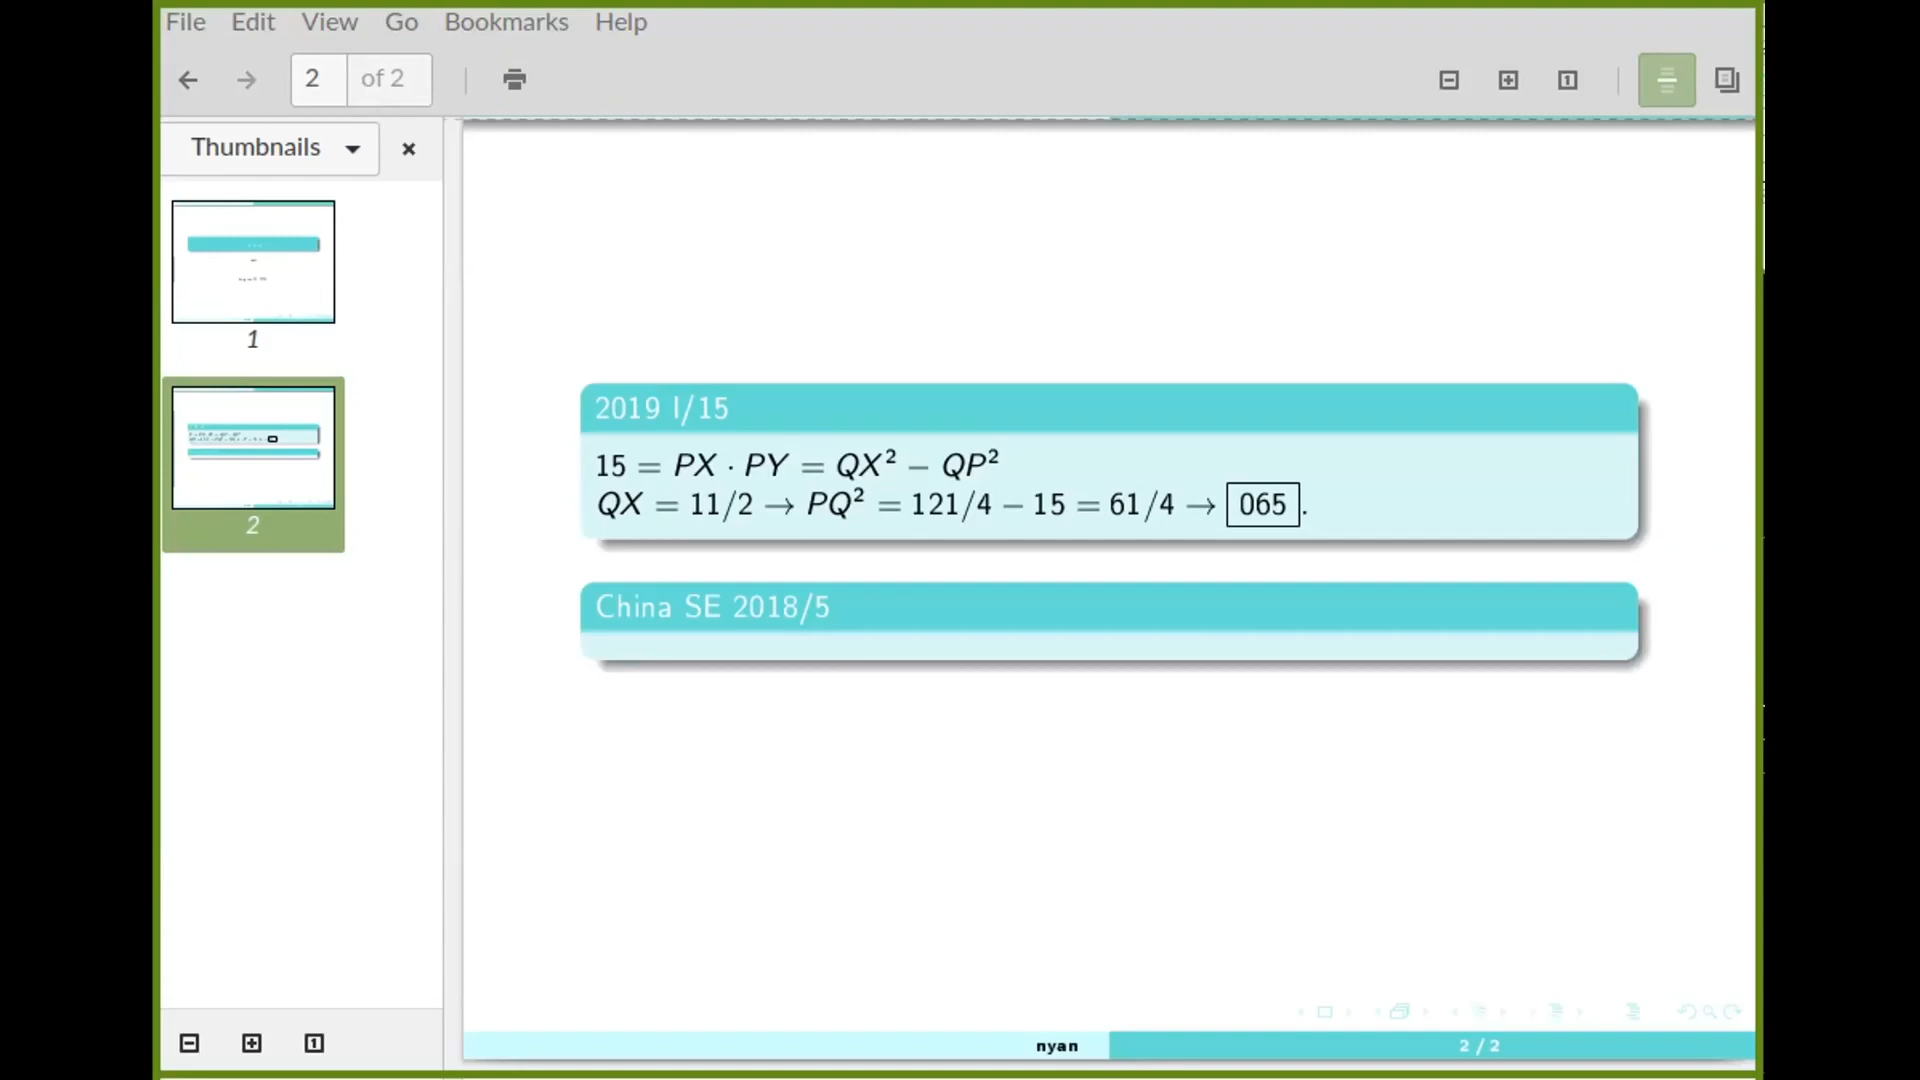 File Edit View Go Bookmarks Help
2 of 2
Thumbnails
1
2
2019 I/15
15 = PX · PY = QX² − QP²
QX = 11/2 → PQ² = 121/4 − 15 = 61/4 → 065.
China SE 2018/5
nyan
2 / 2